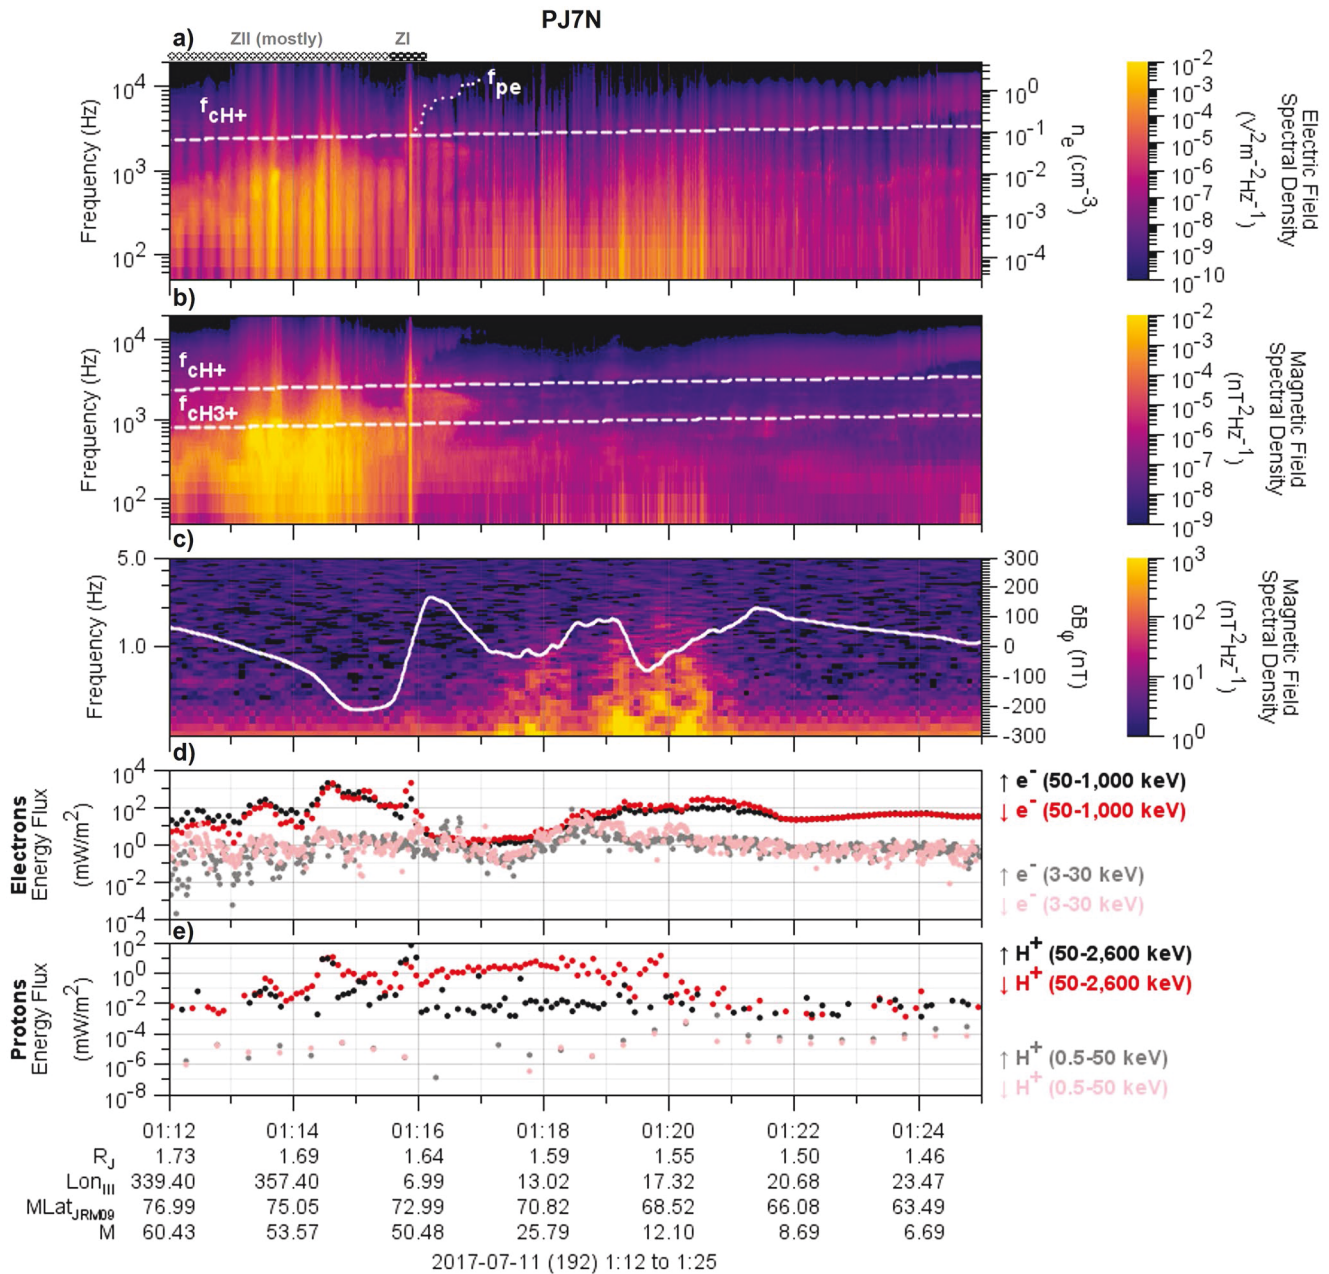 PJ7N
a)
ZII (mostly)
ZI
Frequency (Hz)
10^4
10^3
10^2
f_cH+
f_pe
10^0
10^-1
10^-2
10^-3
10^-4
n_e (cm^-3)
10^-2
10^-3
10^-4
10^-5
10^-6
10^-7
10^-8
10^-9
10^-10
Electric Field
Spectral Density
(V^2m^-2Hz^-1)
b)
Frequency (Hz)
10^4
10^3
10^2
f_cH+
f_cH3+
10^-2
10^-3
10^-4
10^-5
10^-6
10^-7
10^-8
10^-9
Magnetic Field
Spectral Density
(nT^2Hz^-1)
c)
Frequency (Hz)
5.0
1.0
300
200
100
0
-100
-200
-300
δB_φ (nT)
10^3
10^2
10^1
10^0
Magnetic Field
Spectral Density
(nT^2Hz^-1)
d)
Electrons
Energy Flux
(mW/m^2)
10^4
10^2
10^0
10^-2
10^-4
↑ e^- (50-1,000 keV)
↓ e^- (50-1,000 keV)
↑ e^- (3-30 keV)
↓ e^- (3-30 keV)
e)
Protons
Energy Flux
(mW/m^2)
10^2
10^0
10^-2
10^-4
10^-6
10^-8
↑ H^+ (50-2,600 keV)
↓ H^+ (50-2,600 keV)
↑ H^+ (0.5-50 keV)
↓ H^+ (0.5-50 keV)
01:12 01:14 01:16 01:18 01:20 01:22 01:24
R_J 1.73 1.69 1.64 1.59 1.55 1.50 1.46
Lon_III 339.40 357.40 6.99 13.02 17.32 20.68 23.47
MLat_JRM09 76.99 75.05 72.99 70.82 68.52 66.08 63.49
M 60.43 53.57 50.48 25.79 12.10 8.69 6.69
2017-07-11 (192) 1:12 to 1:25